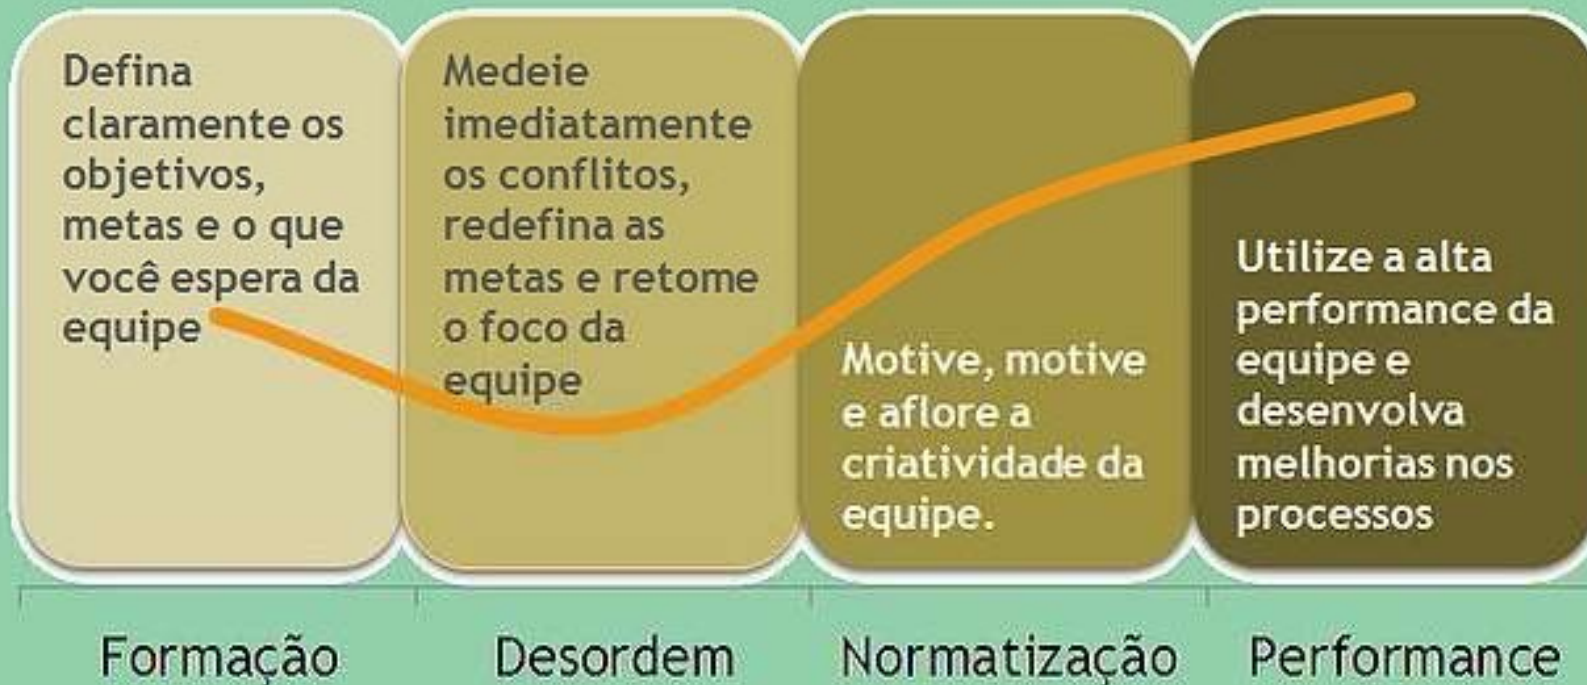 Defina
claramente os
objetivos,
metas e o que
você espera da
equipe
Medeie
imediatamente
os conflitos,
redefina as
metas e retome
o foco da
equipe
Motive, motive
e aflore a
criatividade da
equipe.
Utilize a alta
performance da
equipe e
desenvolva
melhorias nos
processos
Formação
Desordem
Normatização
Performance